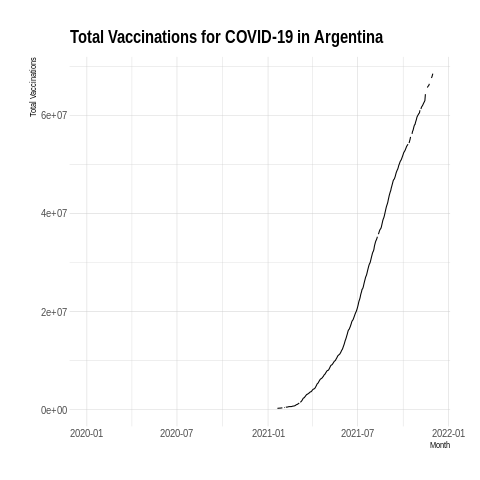 Total Vaccinations for COVID-19 in Argentina
Total Vaccinations
6e+07
4e+07
2e+07
0e+00
2020-01 2020-07 2021-01 2021-07 2022-01
Month